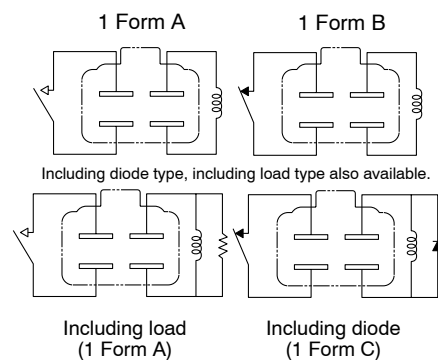 1 Form A
1 Form B
Including diode type, including load type also available.
Including load
(1 Form A)
Including diode
(1 Form C)